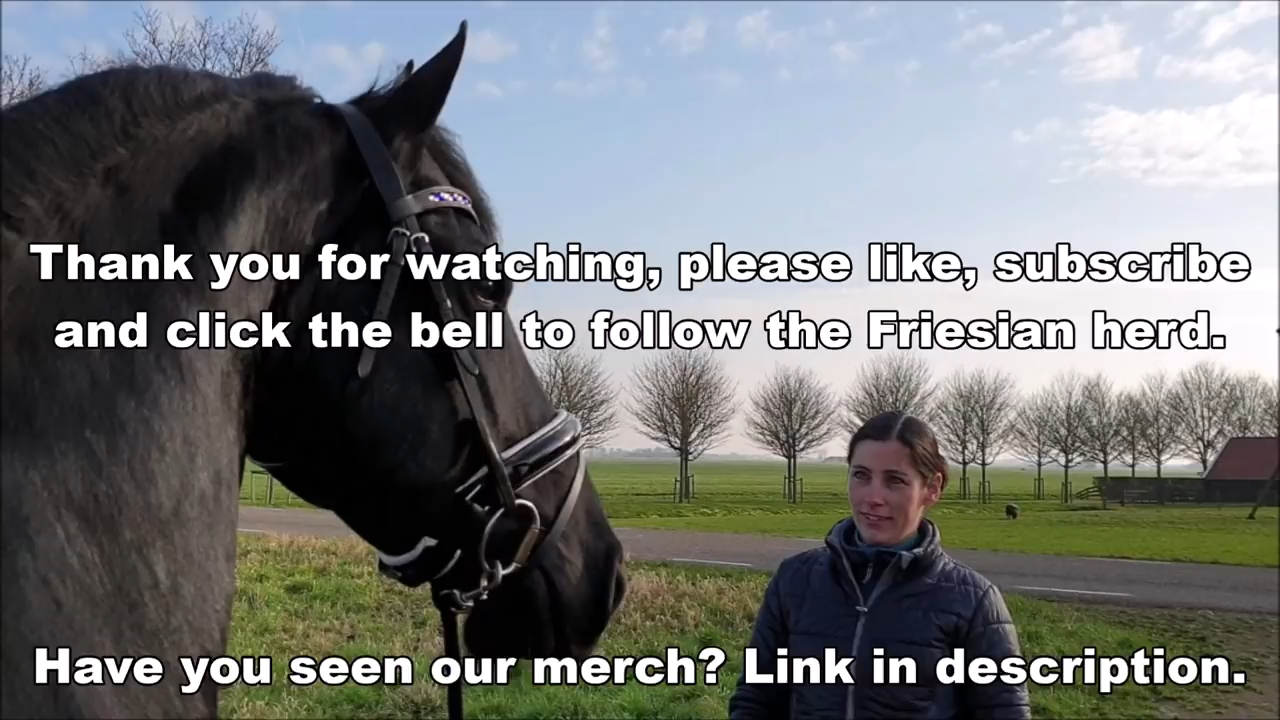 Thank you for watching, please like, subscribe
and click the bell to follow the Friesian herd.
Have you seen our merch? Link in description.